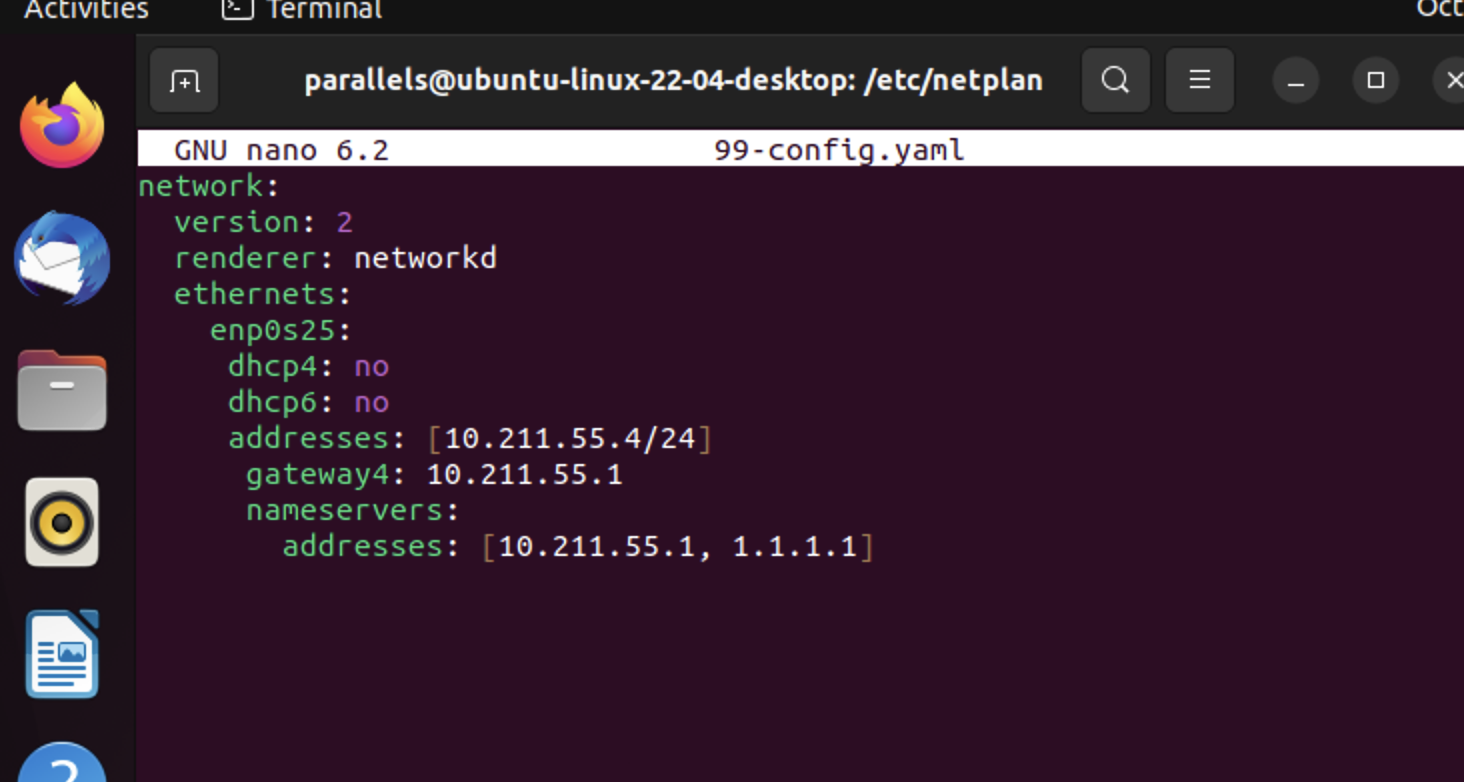 Activities Terminal Oct
parallels@ubuntu-linux-22-04-desktop: /etc/netplan
GNU nano 6.2 99-config.yaml
network:
  version: 2
  renderer: networkd
  ethernets:
    enp0s25:
     dhcp4: no
     dhcp6: no
     addresses: [10.211.55.4/24]
      gateway4: 10.211.55.1
      nameservers:
        addresses: [10.211.55.1, 1.1.1.1]
?